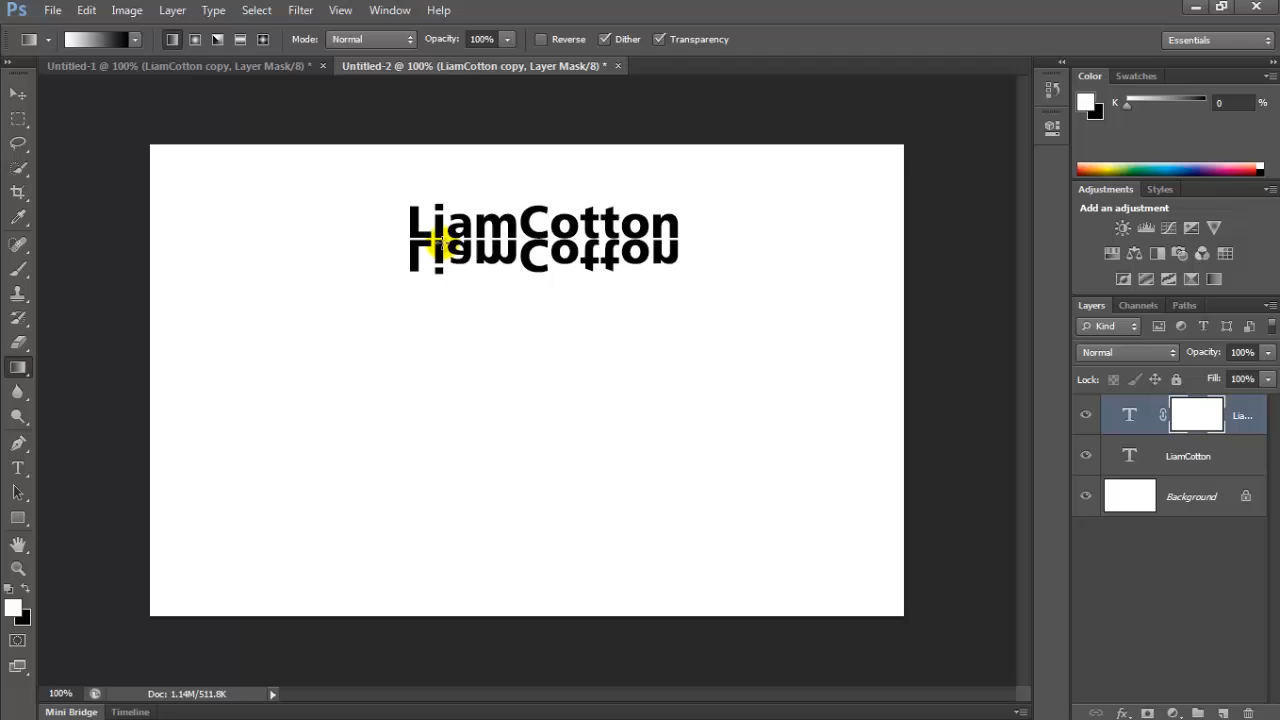 Ps File Edit Image Layer Type Select Filter View Window Help
Mode: Normal Opacity: 100% Reverse Dither Transparency Essentials
Untitled-1 @ 100% (LiamCotton copy, Layer Mask/8) * × Untitled-2 @ 100% (LiamCotton copy, Layer Mask/8) * ×
Color Swatches
K 0 %
Adjustments Styles
Add an adjustment
LiamCotton
LiamCotton
Layers Channels Paths
Kind
Normal Opacity: 100%
Lock: Fill: 100%
T Lia...
T LiamCotton
Background
100% Doc: 1.14M/511.8K
Mini Bridge Timeline